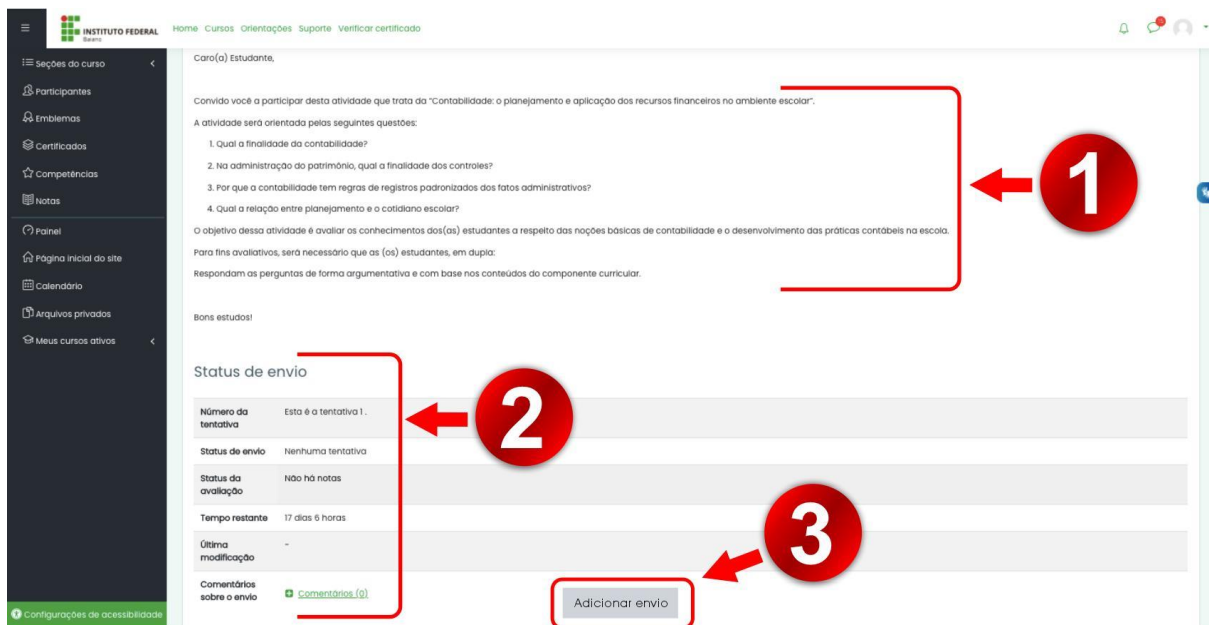 INSTITUTO FEDERAL
Baiano
Home Cursos Orientações Suporte Verificar certificado
Seções do curso
Participantes
Emblemas
Certificados
Competências
Notas
Painel
Página inicial do site
Calendário
Arquivos privados
Meus cursos ativos
Configurações de acessibilidade
Caro(a) Estudante,
Convido você a participar desta atividade que trata da "Contabilidade: o planejamento e aplicação dos recursos financeiros no ambiente escolar".
A atividade será orientada pelas seguintes questões:
1. Qual a finalidade da contabilidade?
2. Na administração do patrimônio, qual a finalidade dos controles?
3. Por que a contabilidade tem regras de registros padronizados dos fatos administrativos?
4. Qual a relação entre planejamento e o cotidiano escolar?
O objetivo dessa atividade é avaliar os conhecimentos dos(as) estudantes a respeito das noções básicas de contabilidade e o desenvolvimento das práticas contábeis na escola.
Para fins avaliativos, será necessário que as (os) estudantes, em dupla:
Respondam as perguntas de forma argumentativa e com base nos conteúdos do componente curricular.
Bons estudos!
1
Status de envio
Número da tentativa Esta é a tentativa 1 .
Status de envio Nenhuma tentativa
Status da avaliação Não há notas
Tempo restante 17 dias 6 horas
Última modificação -
Comentários sobre o envio Comentários (0)
2
3
Adicionar envio